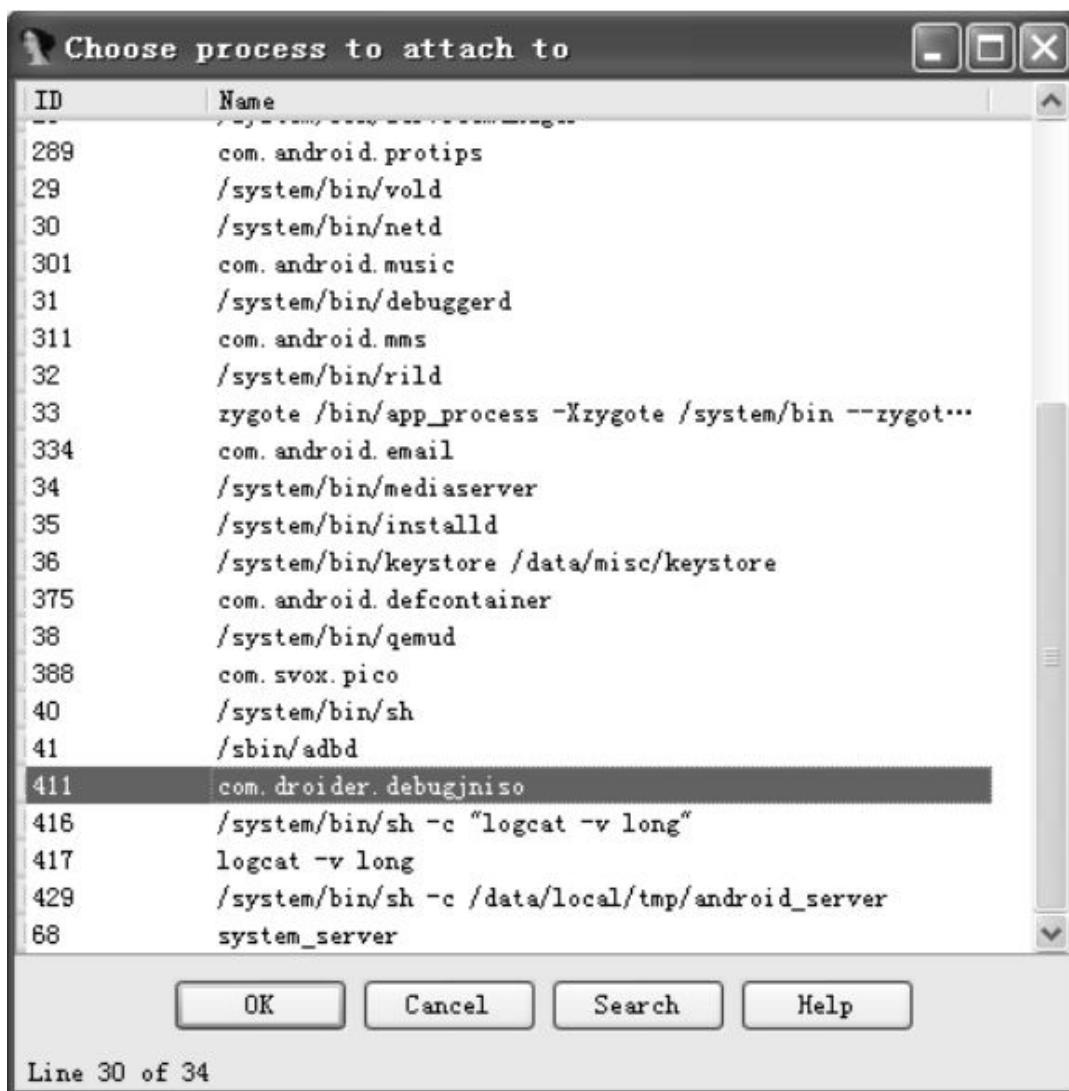 Choose process to attach to
ID Name
289 com.android.protips
29 /system/bin/vold
30 /system/bin/netd
301 com.android.music
31 /system/bin/debuggerd
311 com.android.mms
32 /system/bin/rild
33 zygote /bin/app_process -Xzygote /system/bin --zygot…
334 com.android.email
34 /system/bin/mediaserver
35 /system/bin/installd
36 /system/bin/keystore /data/misc/keystore
375 com.android.defcontainer
38 /system/bin/qemud
388 com.svox.pico
40 /system/bin/sh
41 /sbin/adbd
411 com.droider.debugjniso
416 /system/bin/sh -c "logcat -v long"
417 logcat -v long
429 /system/bin/sh -c /data/local/tmp/android_server
68 system_server
OK Cancel Search Help
Line 30 of 34